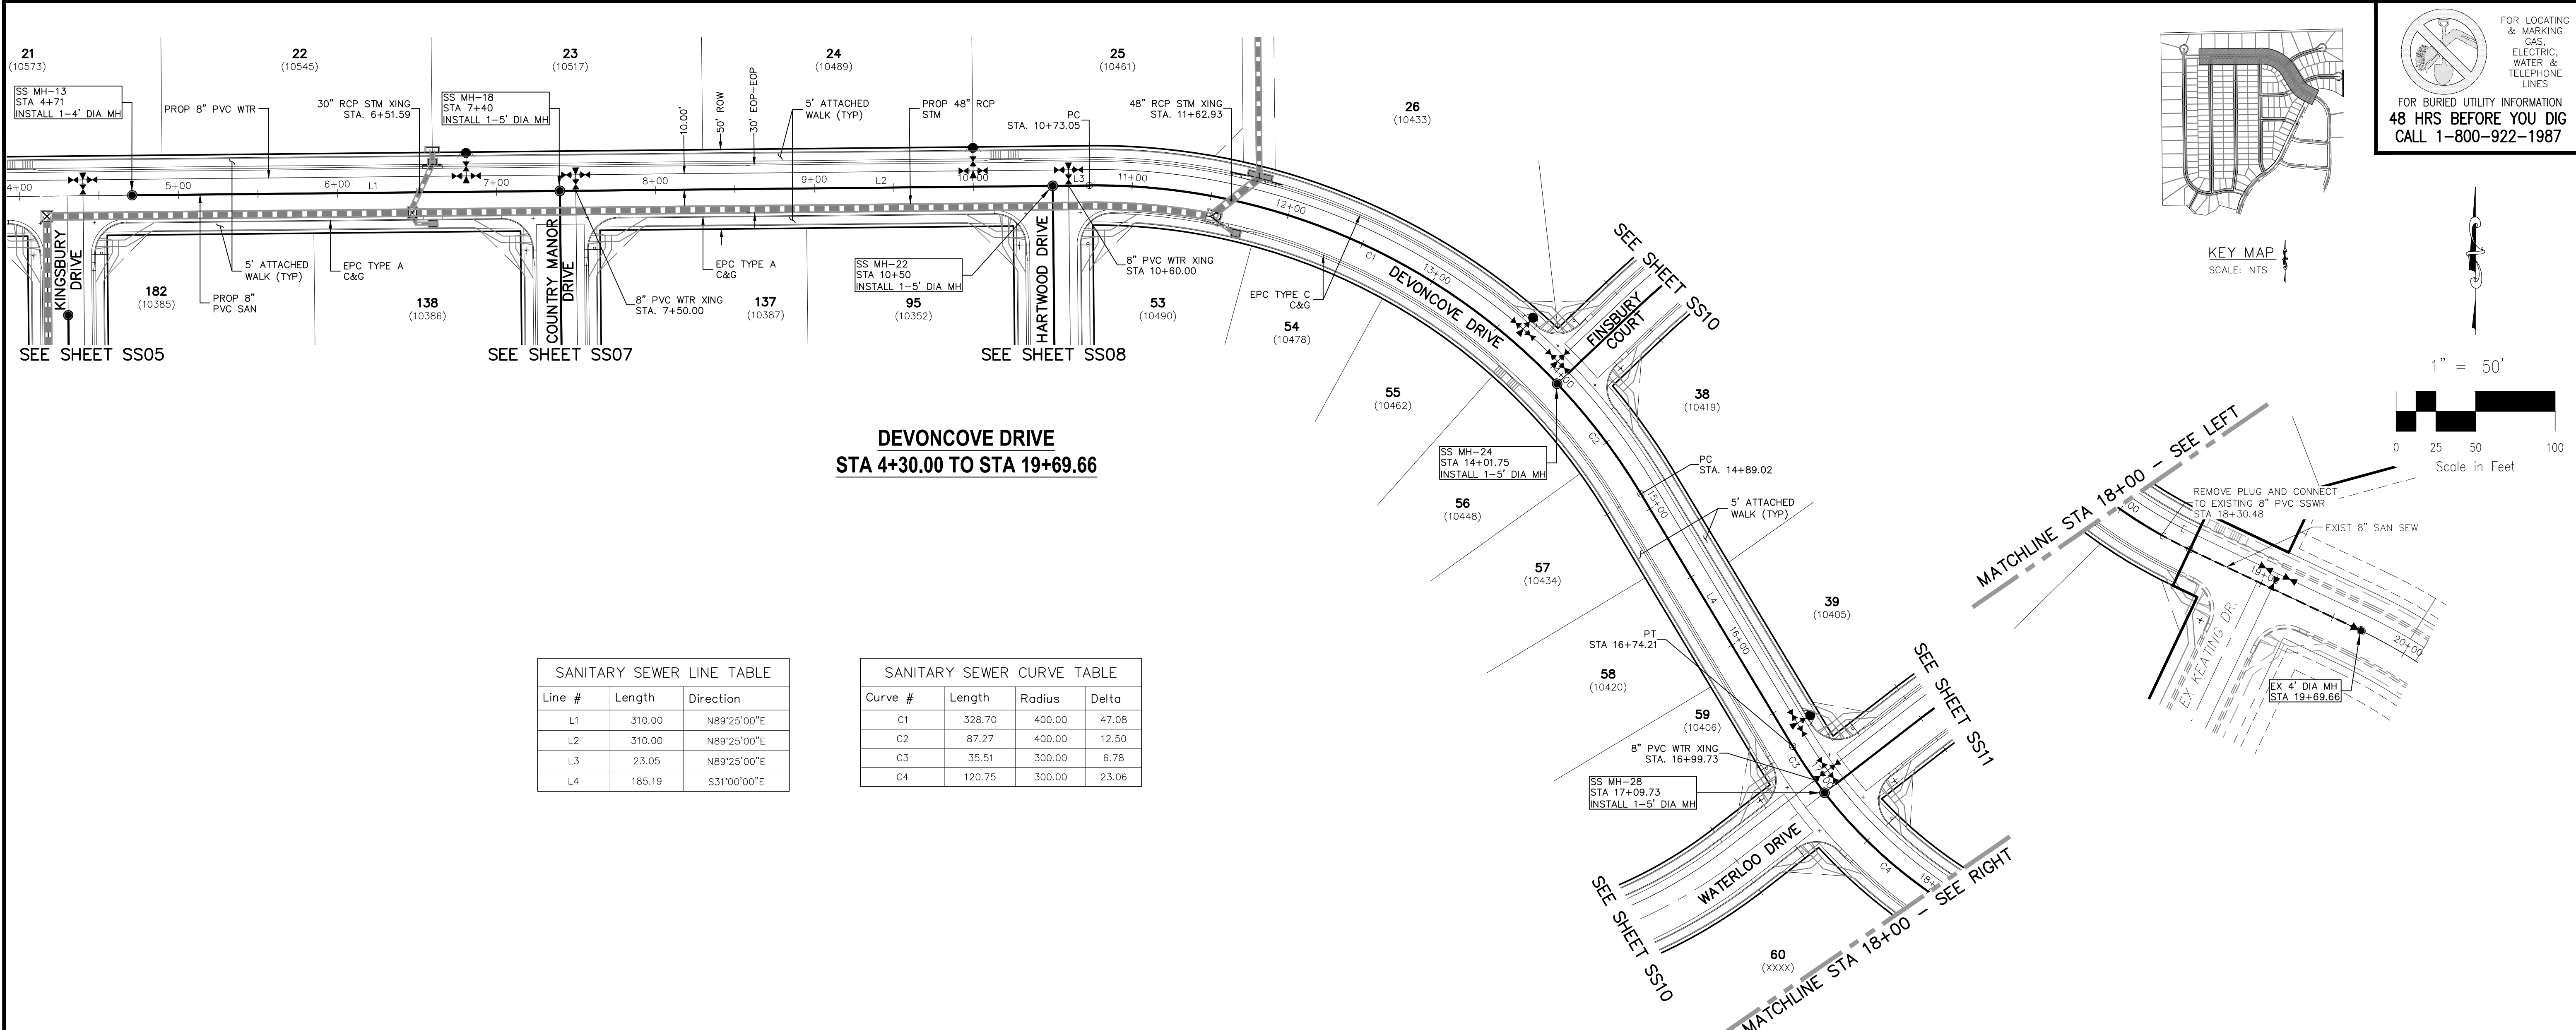 21
(10573)
22
(10545)
23
(10517)
24
(10489)
25
(10461)
26
(10433)
SS MH-13
STA 4+71
INSTALL 1-4' DIA MH
PROP 8" PVC WTR
30" RCP STM XING
STA. 6+51.59
SS MH-18
STA 7+40
INSTALL 1-5' DIA MH
10.00'
50' ROW
30' EOP-EOP
5' ATTACHED
WALK (TYP)
PROP 48" RCP
STM
PC
STA. 10+73.05
48" RCP STM XING
STA. 11+62.93
4+00
5+00
6+00
L1
7+00
8+00
9+00
L2
10+00
L3
11+00
12+00
C1
13+00
KINGSBURY
DRIVE
182
(10385)
PROP 8"
PVC SAN
5' ATTACHED
WALK (TYP)
EPC TYPE A
C&G
138
(10386)
COUNTRY MANOR
DRIVE
8" PVC WTR XING
STA. 7+50.00
EPC TYPE A
C&G
137
(10387)
SS MH-22
STA 10+50
INSTALL 1-5' DIA MH
95
(10352)
HARTWOOD DRIVE
8" PVC WTR XING
STA 10+60.00
53
(10490)
EPC TYPE C
C&G
54
(10478)
DEVONCOVE DRIVE
SEE SHEET SS05
SEE SHEET SS07
SEE SHEET SS08
FINSBURY
COURT
SEE SHEET SS10
55
(10462)
38
(10419)
DEVONCOVE DRIVE
STA 4+30.00 TO STA 19+69.66
SS MH-24
STA 14+01.75
INSTALL 1-5' DIA MH
C2
PC
STA. 14+89.02
15+00
56
(10448)
5' ATTACHED
WALK (TYP)
57
(10434)
L4
39
(10405)
16+00
PT
STA 16+74.21
58
(10420)
59
(10406)
8" PVC WTR XING
STA. 16+99.73
C3
SS MH-28
STA 17+09.73
INSTALL 1-5' DIA MH
SEE SHEET SS11
WATERLOO DRIVE
C4
SEE SHEET SS10
60
(XXXX)
MATCHLINE STA 18+00 - SEE RIGHT
SANITARY SEWER LINE TABLE
Line # Length Direction
L1 310.00 N89°25'00"E
L2 310.00 N89°25'00"E
L3 23.05 N89°25'00"E
L4 185.19 S31°00'00"E
SANITARY SEWER CURVE TABLE
Curve # Length Radius Delta
C1 328.70 400.00 47.08
C2 87.27 400.00 12.50
C3 35.51 300.00 6.78
C4 120.75 300.00 23.06
KEY MAP
SCALE: NTS
FOR LOCATING
& MARKING
GAS,
ELECTRIC,
WATER &
TELEPHONE
LINES
FOR BURIED UTILITY INFORMATION
48 HRS BEFORE YOU DIG
CALL 1-800-922-1987
1" = 50'
0 25 50 100
Scale in Feet
MATCHLINE STA 18+00 - SEE LEFT
REMOVE PLUG AND CONNECT
TO EXISTING 8" PVC SSWR
STA 18+30.48
EXIST 8" SAN SEW
EX KEATING DR.
20+00
EX 4' DIA MH
STA 19+69.66